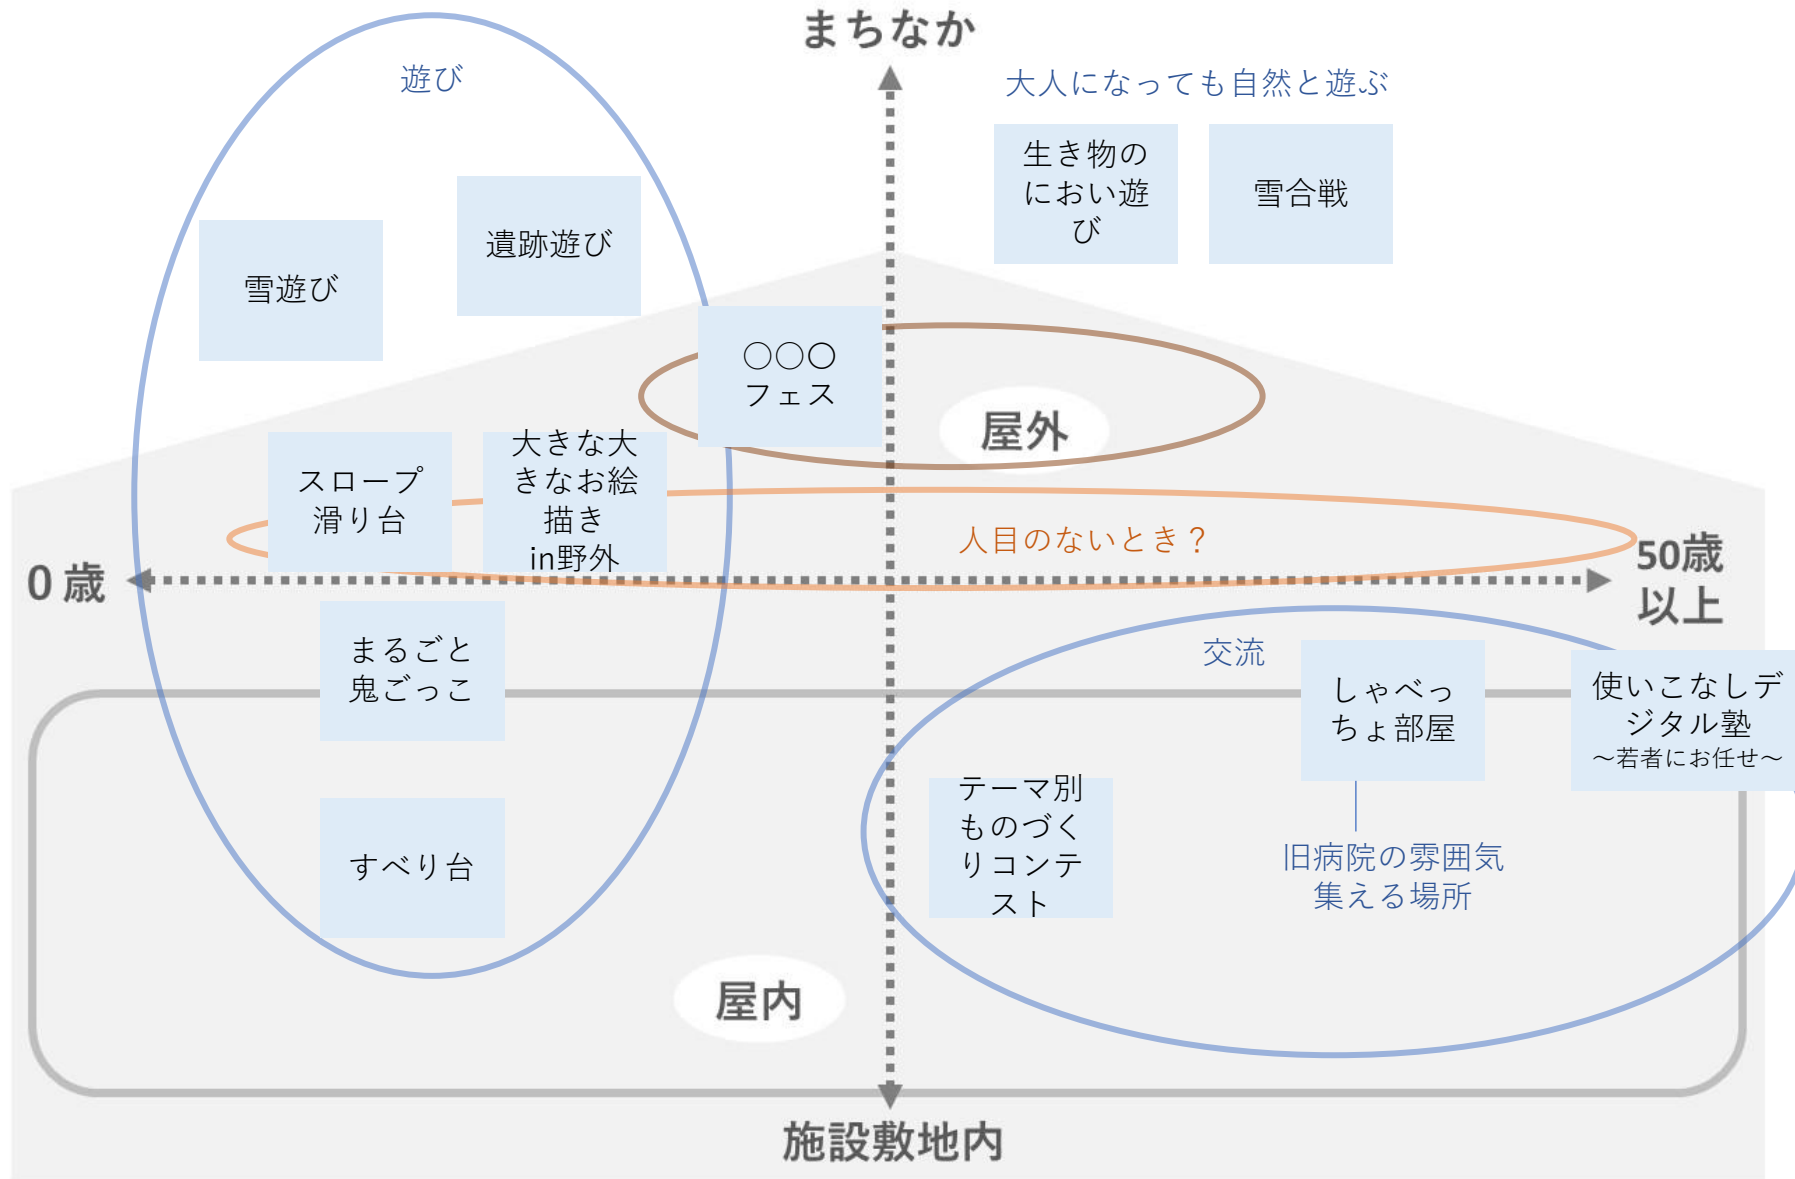 まちなか
遊び
大人になっても自然と遊ぶ
生き物の
におい遊
び
雪合戦
遺跡遊び
雪遊び
〇〇〇
フェス
屋外
スロープ
滑り台
大きな大
きなお絵
描き
in野外
人目のないとき？
0歳
50歳
以上
まるごと
鬼ごっこ
交流
しゃべっ
ちょ部屋
使いこなしデ
ジタル塾
～若者にお任せ～
テーマ別
ものづく
りコンテ
スト
すべり台
旧病院の雰囲気
集える場所
屋内
施設敷地内